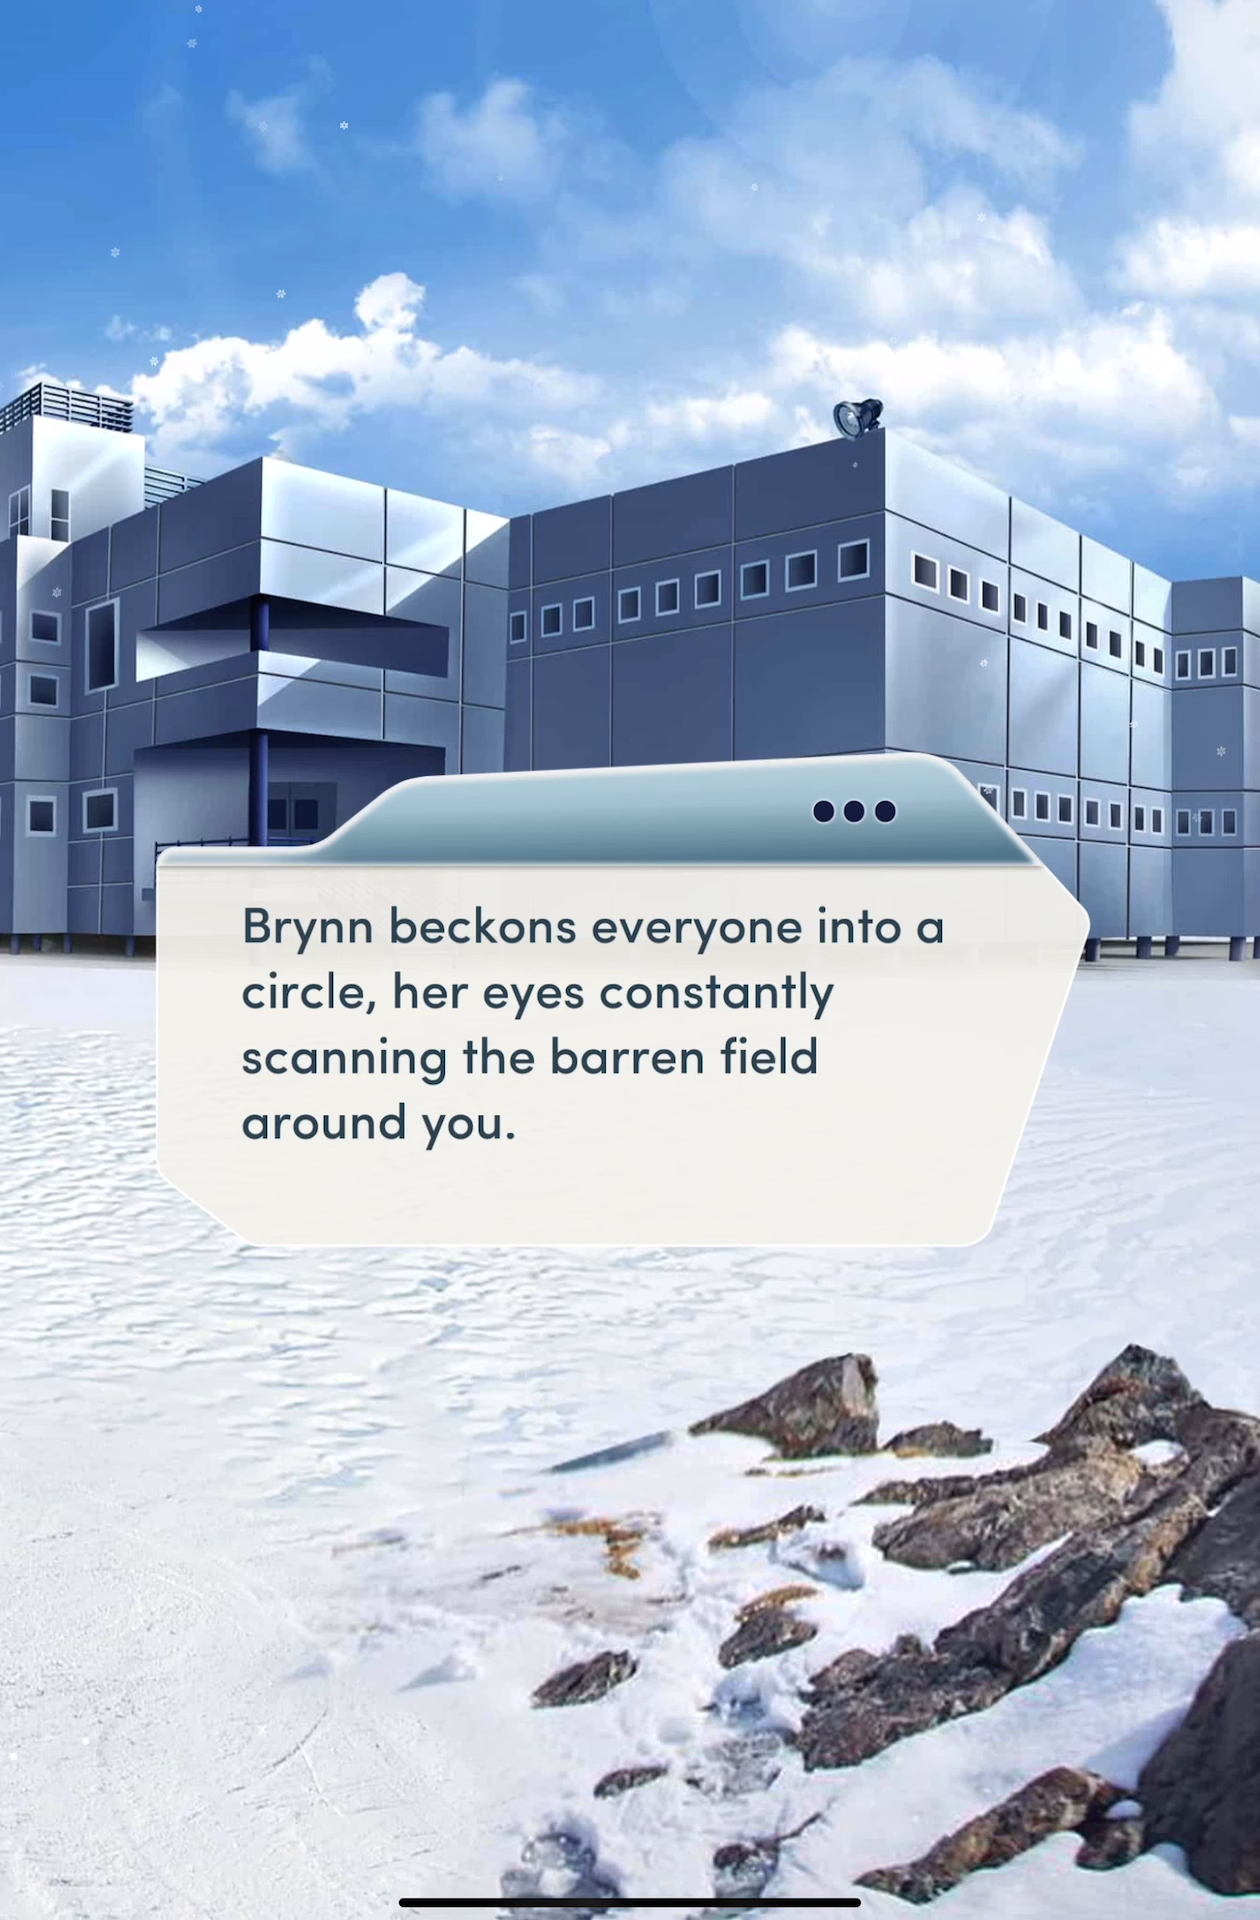 Brynn beckons everyone into a
circle, her eyes constantly
scanning the barren field
around you.